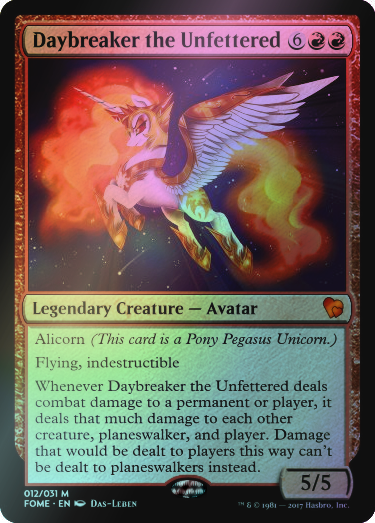 Daybreaker the Unfettered 6
Legendary Creature — Avatar
Alicorn (This card is a Pony Pegasus Unicorn.)
Flying, indestructible
Whenever Daybreaker the Unfettered deals
combat damage to a permanent or player, it
deals that much damage to each other
creature, planeswalker, and player. Damage
that would be dealt to players this way can't
be dealt to planeswalkers instead.
5/5
012/031 M
FOME • EN Das-Leben
™ & © 1981 — 2017 Hasbro, Inc.